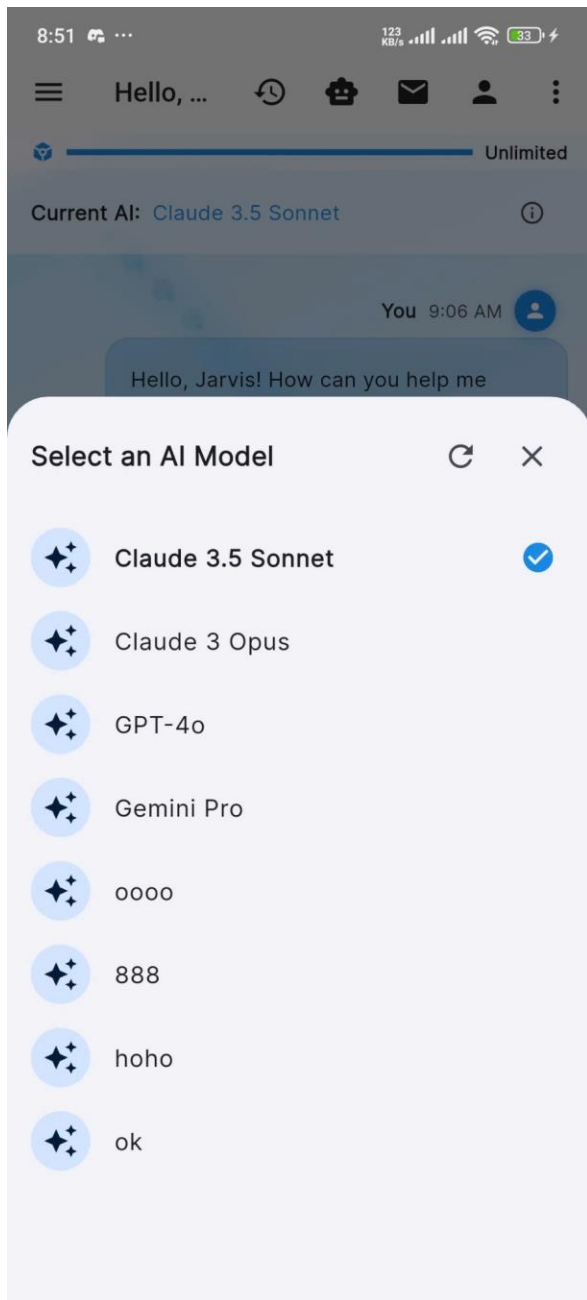 8:51 ...
123
KB/s
33
Hello, ...
Unlimited
Current AI: Claude 3.5 Sonnet
You 9:06 AM
Hello, Jarvis! How can you help me
Select an AI Model
Claude 3.5 Sonnet
Claude 3 Opus
GPT-4o
Gemini Pro
oooo
888
hoho
ok